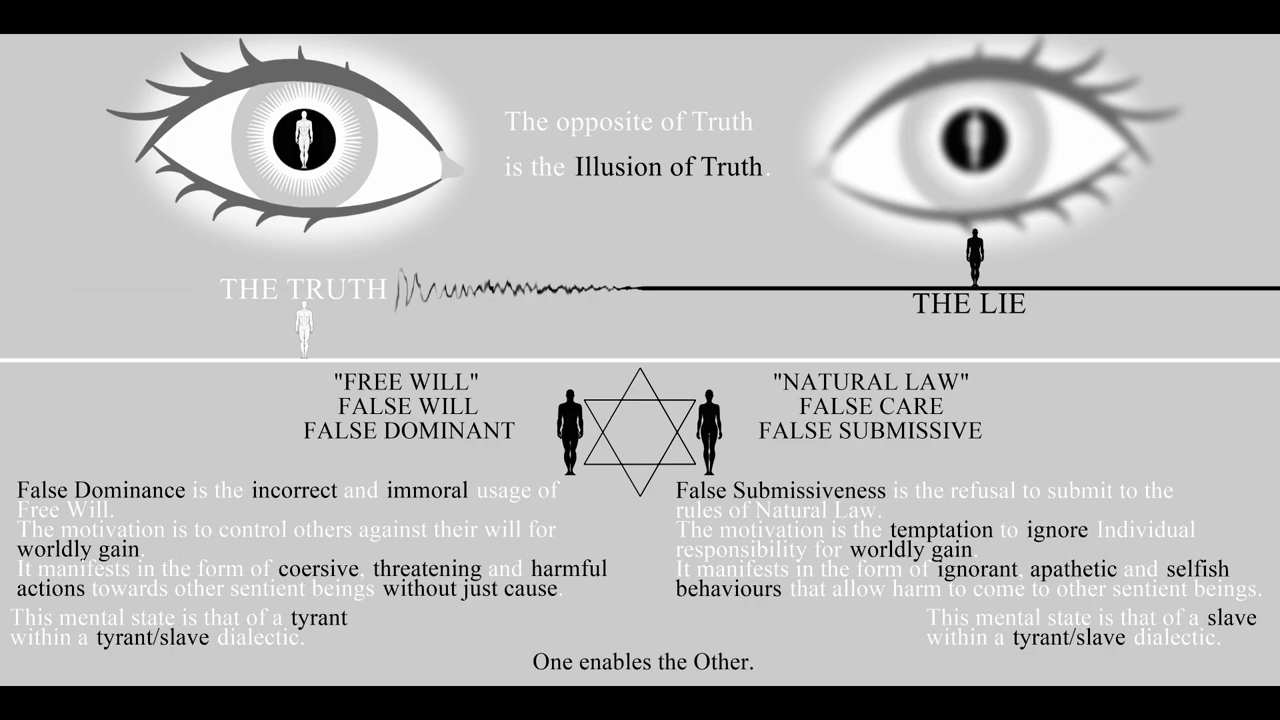 The opposite of Truth
is the Illusion of Truth.
THE TRUTH
THE LIE
"FREE WILL"
FALSE WILL
FALSE DOMINANT
"NATURAL LAW"
FALSE CARE
FALSE SUBMISSIVE
False Dominance is the incorrect and immoral usage of
Free Will.
The motivation is to control others against their will for
worldly gain.
It manifests in the form of coersive, threatening and harmful
actions towards other sentient beings without just cause.
This mental state is that of a tyrant
within a tyrant/slave dialectic.
False Submissiveness is the refusal to submit to the
rules of Natural Law.
The motivation is the temptation to ignore Individual
responsibility for worldly gain.
It manifests in the form of ignorant, apathetic and selfish
behaviours that allow harm to come to other sentient beings.
This mental state is that of a slave
within a tyrant/slave dialectic.
One enables the Other.